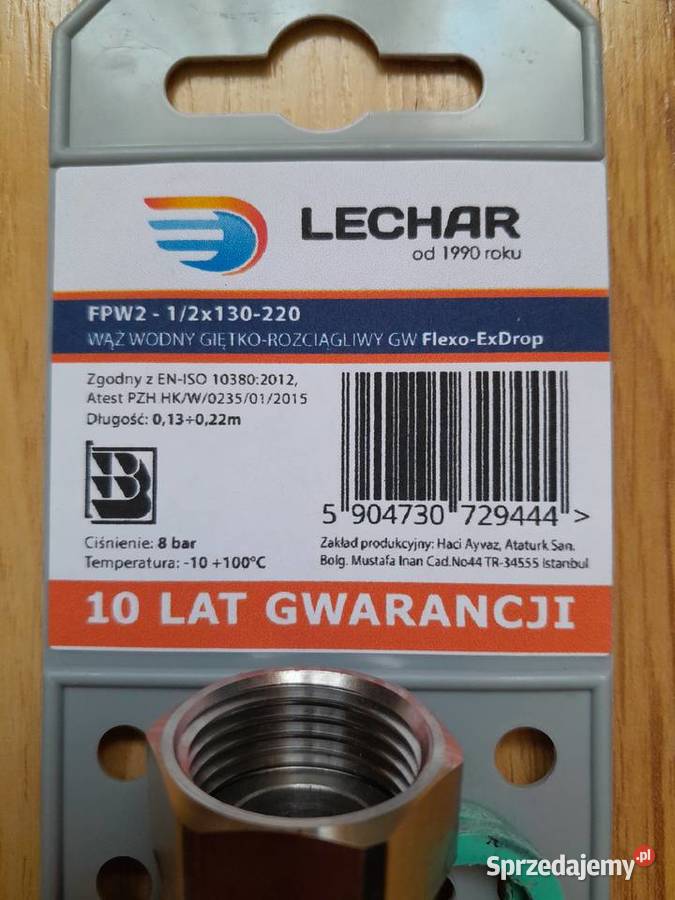 LECHAR
od 1990 roku
FPW2 - 1/2x130-220
WĄŻ WODNY GIĘTKO-ROZCIĄGLIWY GW Flexo-ExDrop
Zgodny z EN-ISO 10380:2012,
Atest PZH HK/W/0235/01/2015
Długość: 0,13÷0,22m
B
Ciśnienie: 8 bar
Temperatura: -10 +100°C
5 904730 729444 >
Zakład produkcyjny: Haci Ayvaz, Ataturk San.
Bolg. Mustafa Inan Cad.No44 TR-34555 Istanbul
10 LAT GWARANCJI
Sprzedajemy.pl